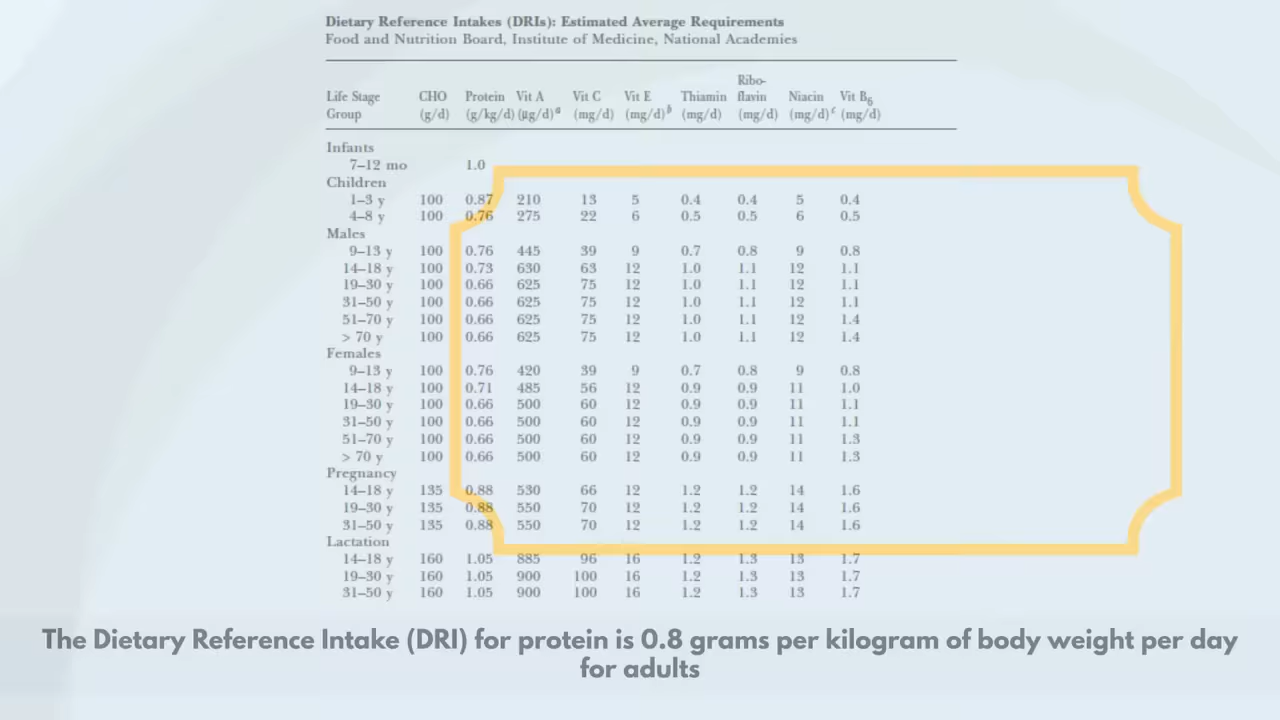 Dietary Reference Intakes (DRIs): Estimated Average Requirements
Food and Nutrition Board, Institute of Medicine, National Academies
Life Stage Group CHO (g/d) Protein (g/kg/d) Vit A (µg/d)a Vit C (mg/d) Vit E (mg/d)b Thiamin (mg/d) Ribo-flavin (mg/d) Niacin (mg/d)c Vit B6 (mg/d)
Infants
7–12 mo 1.0
Children
1–3 y 100 0.87 210 13 5 0.4 0.4 5 0.4
4–8 y 100 0.76 275 22 6 0.5 0.5 6 0.5
Males
9–13 y 100 0.76 445 39 9 0.7 0.8 9 0.8
14–18 y 100 0.73 630 63 12 1.0 1.1 12 1.1
19–30 y 100 0.66 625 75 12 1.0 1.1 12 1.1
31–50 y 100 0.66 625 75 12 1.0 1.1 12 1.1
51–70 y 100 0.66 625 75 12 1.0 1.1 12 1.4
> 70 y 100 0.66 625 75 12 1.0 1.1 12 1.4
Females
9–13 y 100 0.76 420 39 9 0.7 0.8 9 0.8
14–18 y 100 0.71 485 56 12 0.9 0.9 11 1.0
19–30 y 100 0.66 500 60 12 0.9 0.9 11 1.1
31–50 y 100 0.66 500 60 12 0.9 0.9 11 1.1
51–70 y 100 0.66 500 60 12 0.9 0.9 11 1.3
> 70 y 100 0.66 500 60 12 0.9 0.9 11 1.3
Pregnancy
14–18 y 135 0.88 530 66 12 1.2 1.2 14 1.6
19–30 y 135 0.88 550 70 12 1.2 1.2 14 1.6
31–50 y 135 0.88 550 70 12 1.2 1.2 14 1.6
Lactation
14–18 y 160 1.05 885 96 16 1.2 1.3 13 1.7
19–30 y 160 1.05 900 100 16 1.2 1.3 13 1.7
31–50 y 160 1.05 900 100 16 1.2 1.3 13 1.7
The Dietary Reference Intake (DRI) for protein is 0.8 grams per kilogram of body weight per day
for adults